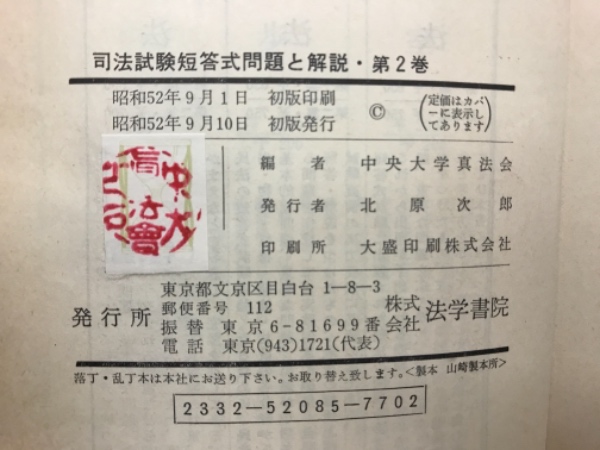 司法試験短答式問題と解説・第2巻
昭和52年9月1日 初版印刷
昭和52年9月10日 初版発行
©
(定価はカバーに表示してあります)
編者 中央大学真法会
発行者 北原次郎
印刷所 大盛印刷株式会社
発行所
東京都文京区目白台 1―8―3
郵便番号 112
振替 東京6-81699番
電話 東京(943)1721(代表)
株式会社 法学書院
落丁・乱丁本は本社にお送り下さい。お取り替え致します。<製本 山崎製本所>
2332―52085―7702